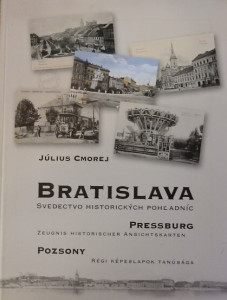 JÚLIUS CMOREJ
BRATISLAVA
SVEDECTVO HISTORICKÝCH POHĽADNÍC
PRESSBURG
ZEUGNIS HISTORISCHER ANSICHTSKARTEN
POZSONY
RÉGI KÉPESLAPOK TANÚSÁGA